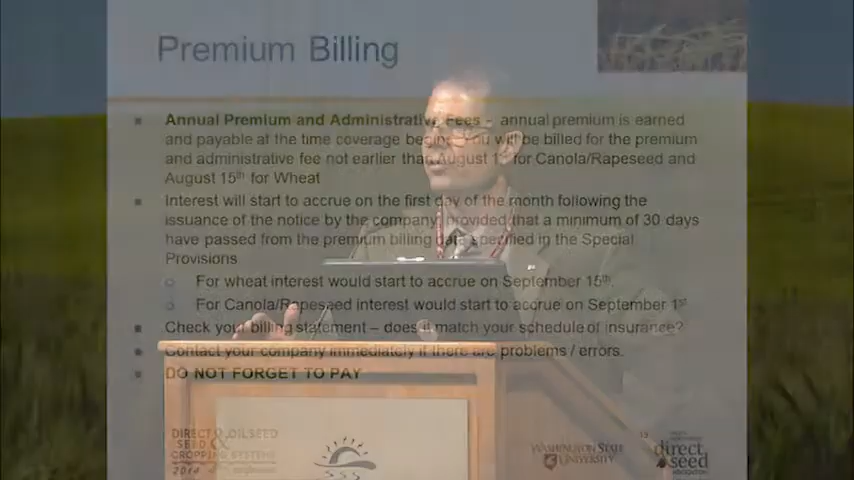 Premium Billing
Annual Premium and Administrative Fees - annual premium is earned
and payable at the time coverage begins. You will be billed for the premium
and administrative fee not earlier than August 1st for Canola/Rapeseed and
August 15th for Wheat
Interest will start to accrue on the first day of the month following the
issuance of the notice by the company, provided that a minimum of 30 days
have passed from the premium billing date specified in the Special
Provisions
For wheat interest would start to accrue on September 15th.
For Canola/Rapeseed interest would start to accrue on September 1st
Check your billing statement – does it match your schedule of insurance?
Contact your company immediately if there are problems / errors.
DO NOT FORGET TO PAY
13
DIRECT & OILSEED
SEED
CROPPING SYSTEMS
2014
WASHINGTON STATE
UNIVERSITY
direct
seed